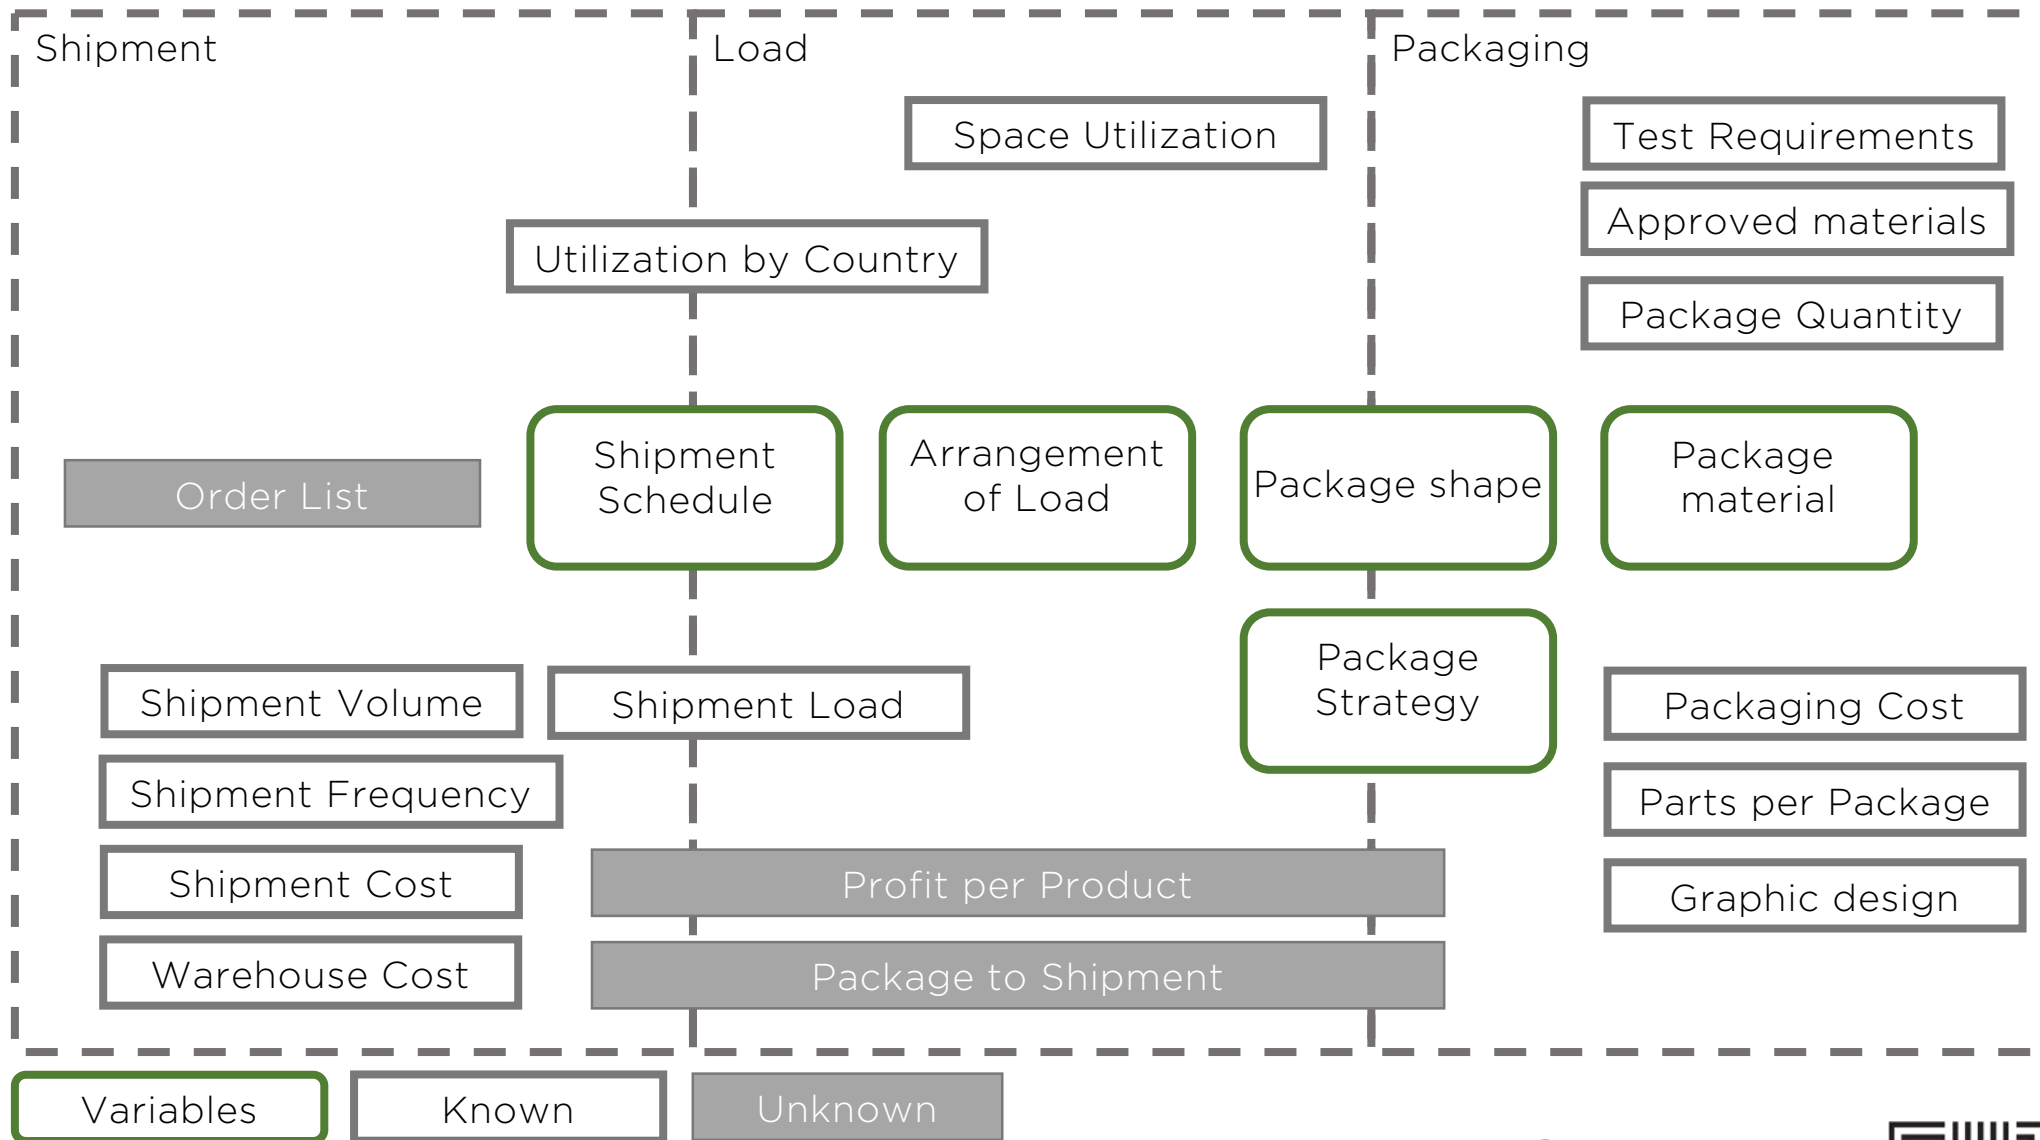 Shipment
Load
Packaging
Space Utilization
Test Requirements
Approved materials
Utilization by Country
Package Quantity
Order List
Shipment
Schedule
Arrangement
of Load
Package shape
Package
material
Package
Strategy
Shipment Volume
Shipment Load
Packaging Cost
Shipment Frequency
Parts per Package
Shipment Cost
Profit per Product
Graphic design
Warehouse Cost
Package to Shipment
Variables
Known
Unknown